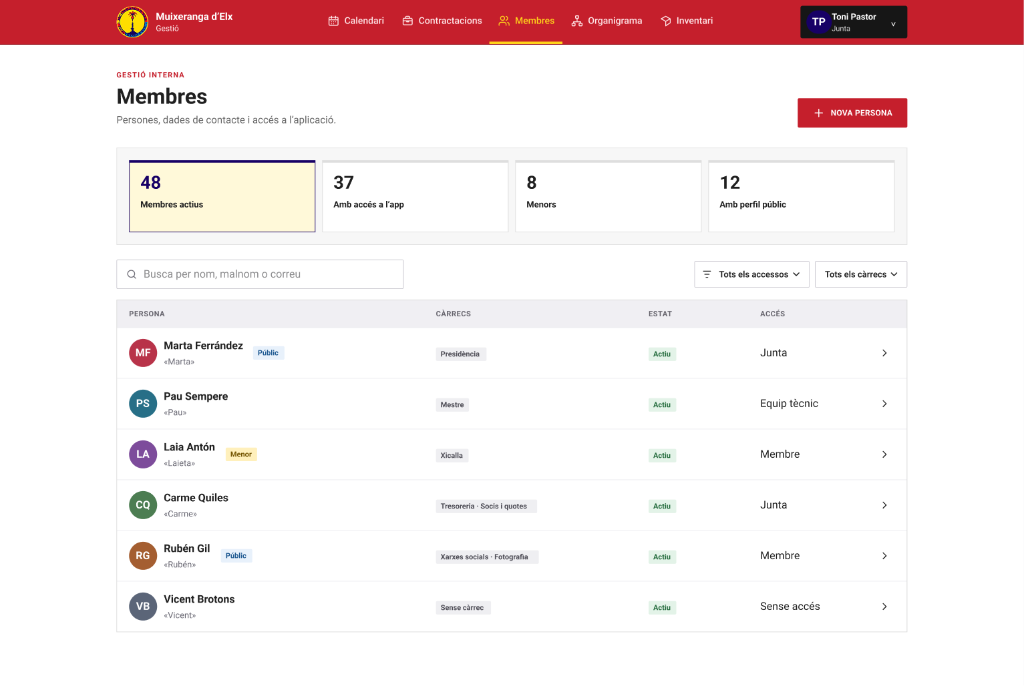 Muixeranga d'Elx
Gestió
Calendari
Contractacions
Membres
Organigrama
Inventari
TP
Toni Pastor
Junta
GESTIÓ INTERNA
Membres
Persones, dades de contacte i accés a l'aplicació.
NOVA PERSONA
48
Membres actius
37
Amb accés a l'app
8
Menors
12
Amb perfil públic
Busca per nom, malnom o correu
Tots els accessos
Tots els càrrecs
PERSONA CÀRRECS ESTAT ACCÉS
MF Marta Ferrández Públic
«Marta»
Presidència
Actiu
Junta
PS Pau Sempere
«Pau»
Mestre
Actiu
Equip tècnic
LA Laia Antón Menor
«Laieta»
Xicalla
Actiu
Membre
CQ Carme Quiles
«Carme»
Tresoreria · Socis i quotes
Actiu
Junta
RG Rubén Gil Públic
«Rubén»
Xarxes socials · Fotografia
Actiu
Membre
VB Vicent Brotons
«Vicent»
Sense càrrec
Actiu
Sense accés